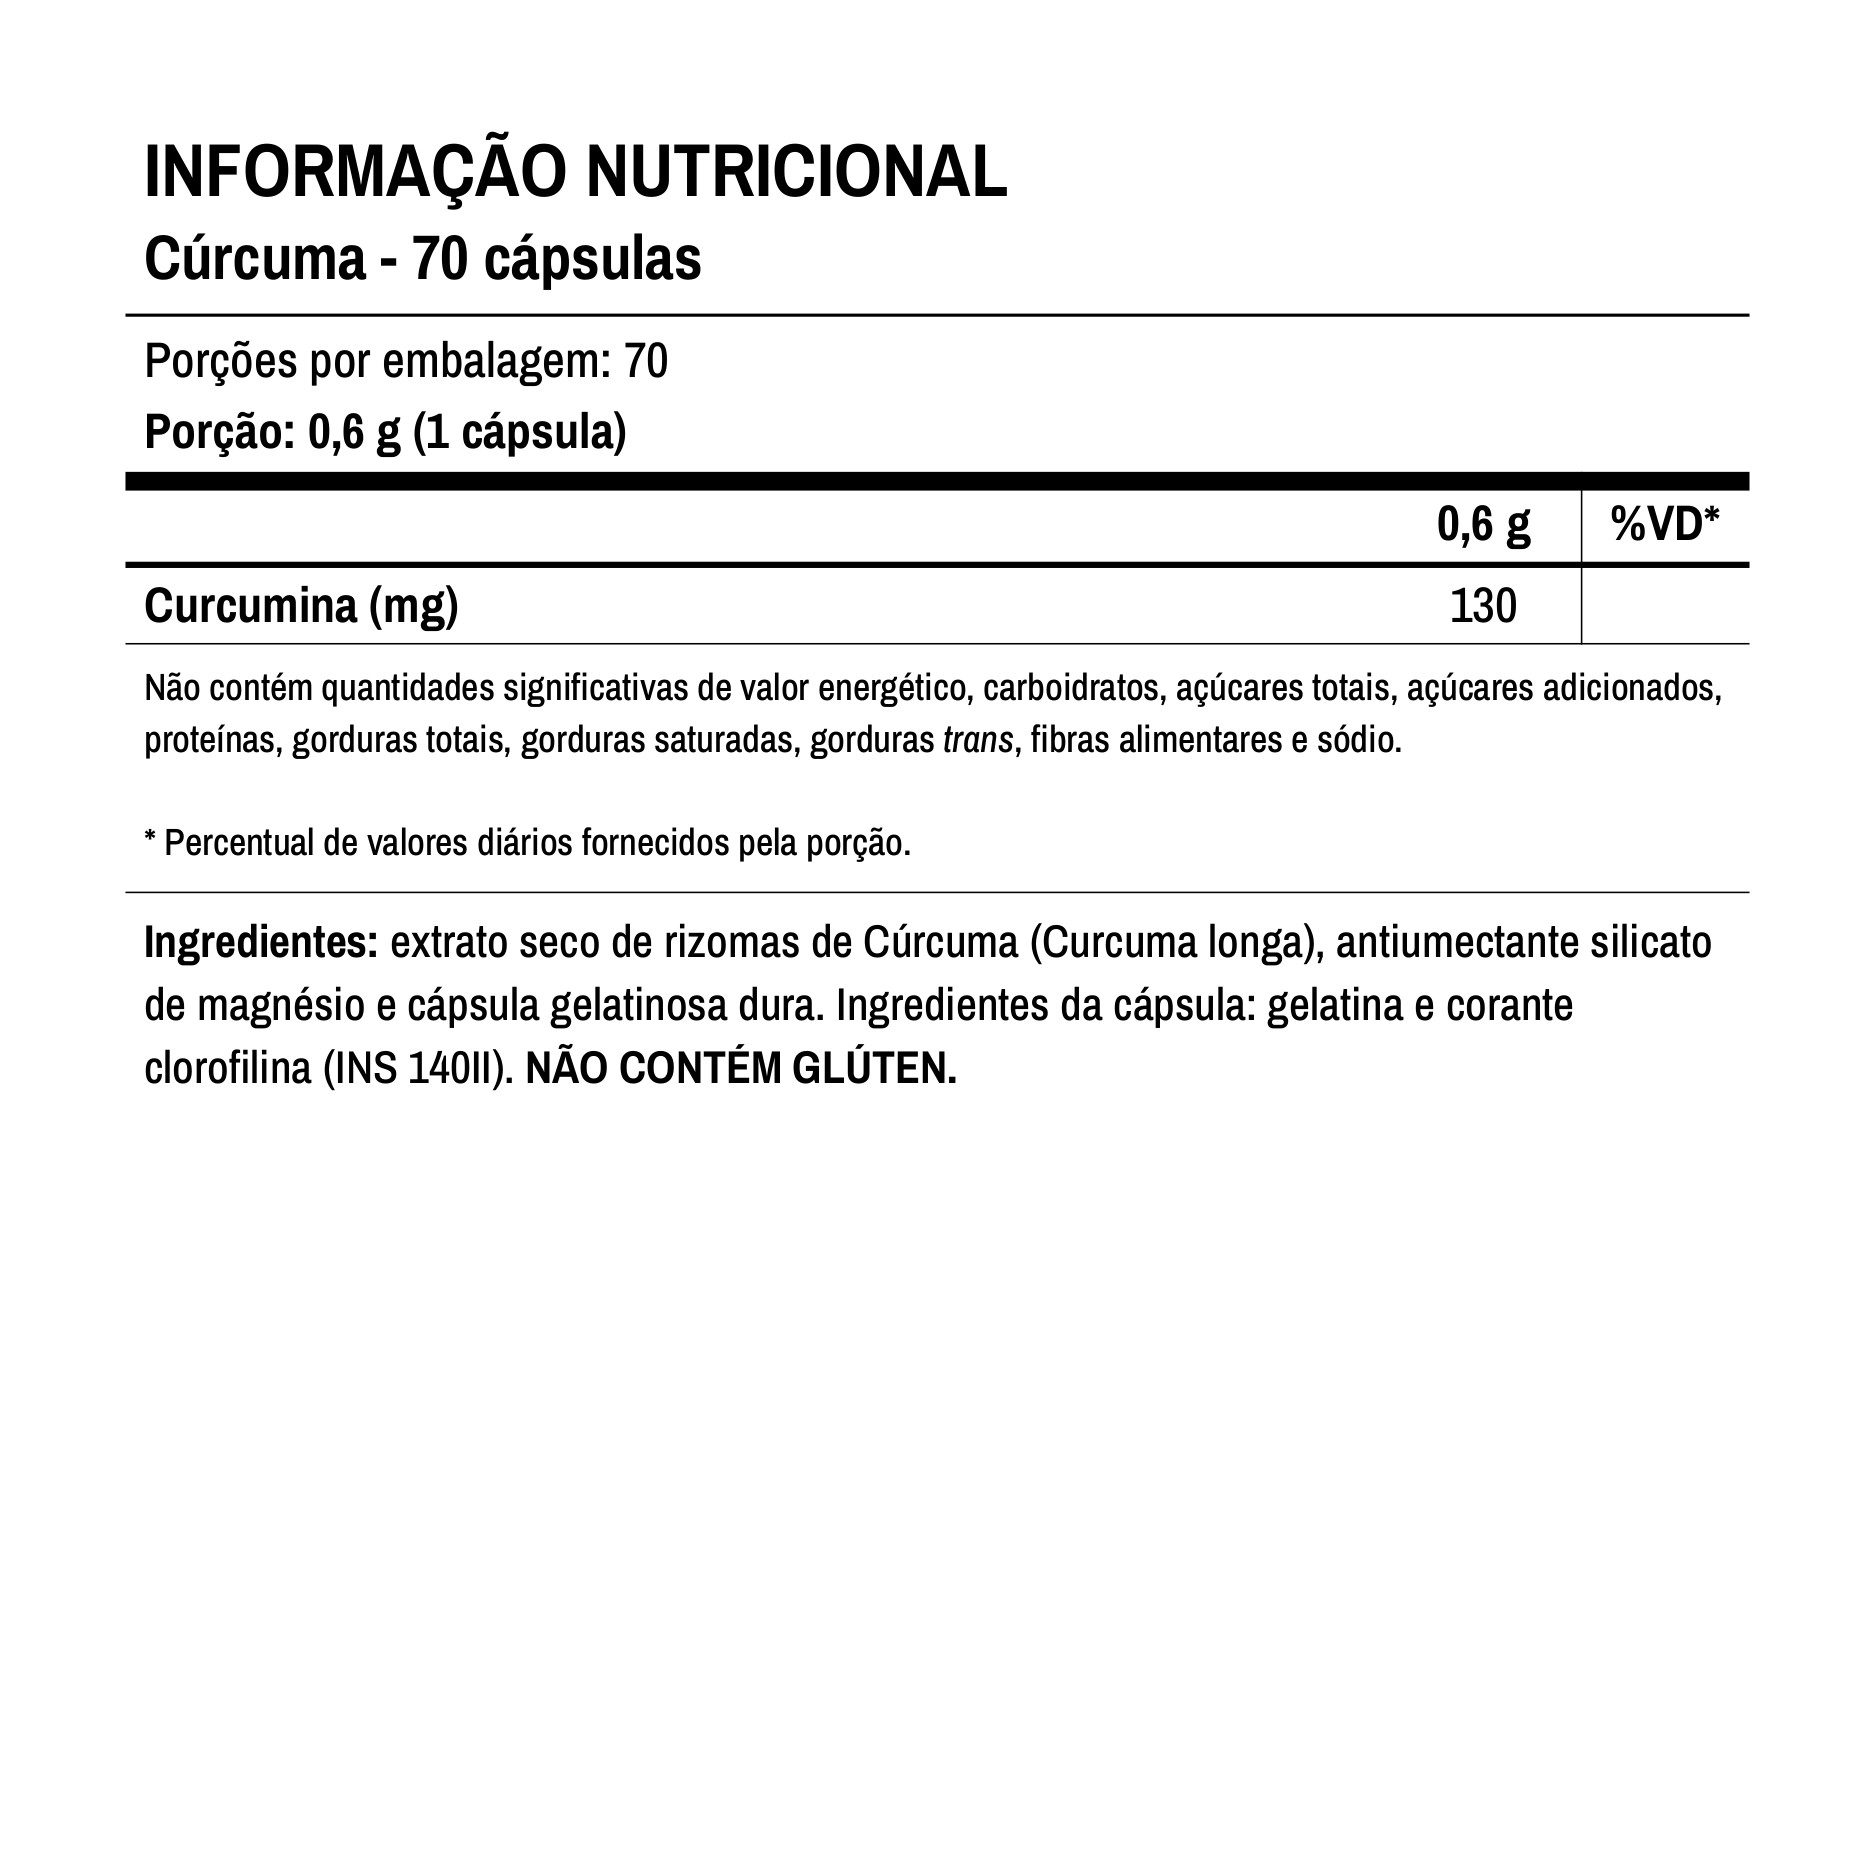 INFORMAÇÃO NUTRICIONAL
Cúrcuma - 70 cápsulas
Porções por embalagem: 70
Porção: 0,6 g (1 cápsula)
0,6 g %VD*
Curcumina (mg) 130
Não contém quantidades significativas de valor energético, carboidratos, açúcares totais, açúcares adicionados,
proteínas, gorduras totais, gorduras saturadas, gorduras trans, fibras alimentares e sódio.
* Percentual de valores diários fornecidos pela porção.
Ingredientes: extrato seco de rizomas de Cúrcuma (Curcuma longa), antiumectante silicato
de magnésio e cápsula gelatinosa dura. Ingredientes da cápsula: gelatina e corante
clorofilina (INS 140II). NÃO CONTÉM GLÚTEN.